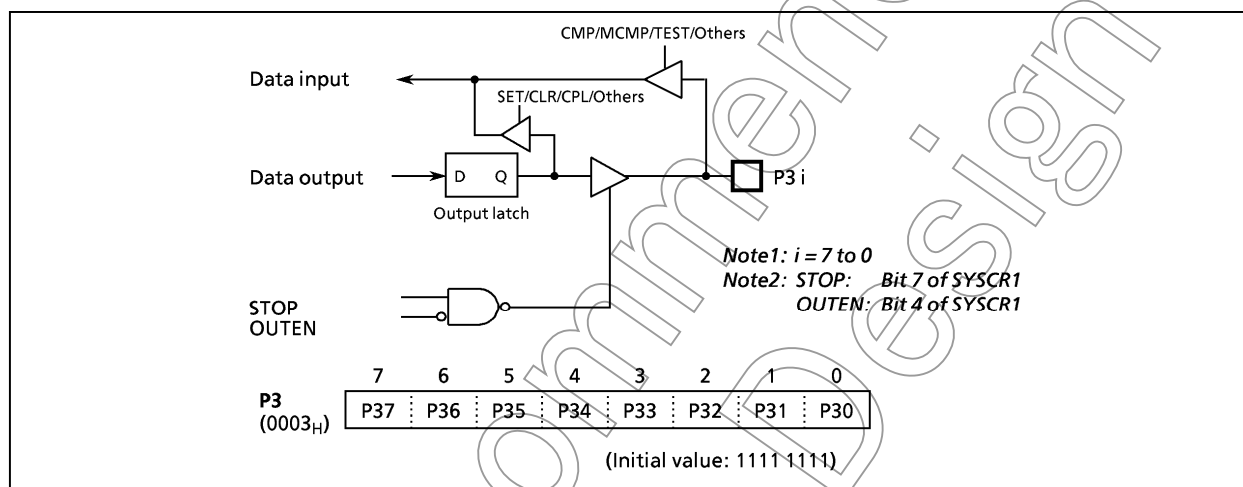 CMP/MCMP/TEST/Others
Data input
SET/CLR/CPL/Others
Data output
D Q
P3 i
Output latch
Note1: i = 7 to 0
Note2: STOP: Bit 7 of SYSCR1
OUTEN: Bit 4 of SYSCR1
STOP
OUTEN
7 6 5 4 3 2 1 0
P3
(0003H)
P37 P36 P35 P34 P33 P32 P31 P30
(Initial value: 1111 1111)
ommen
Design